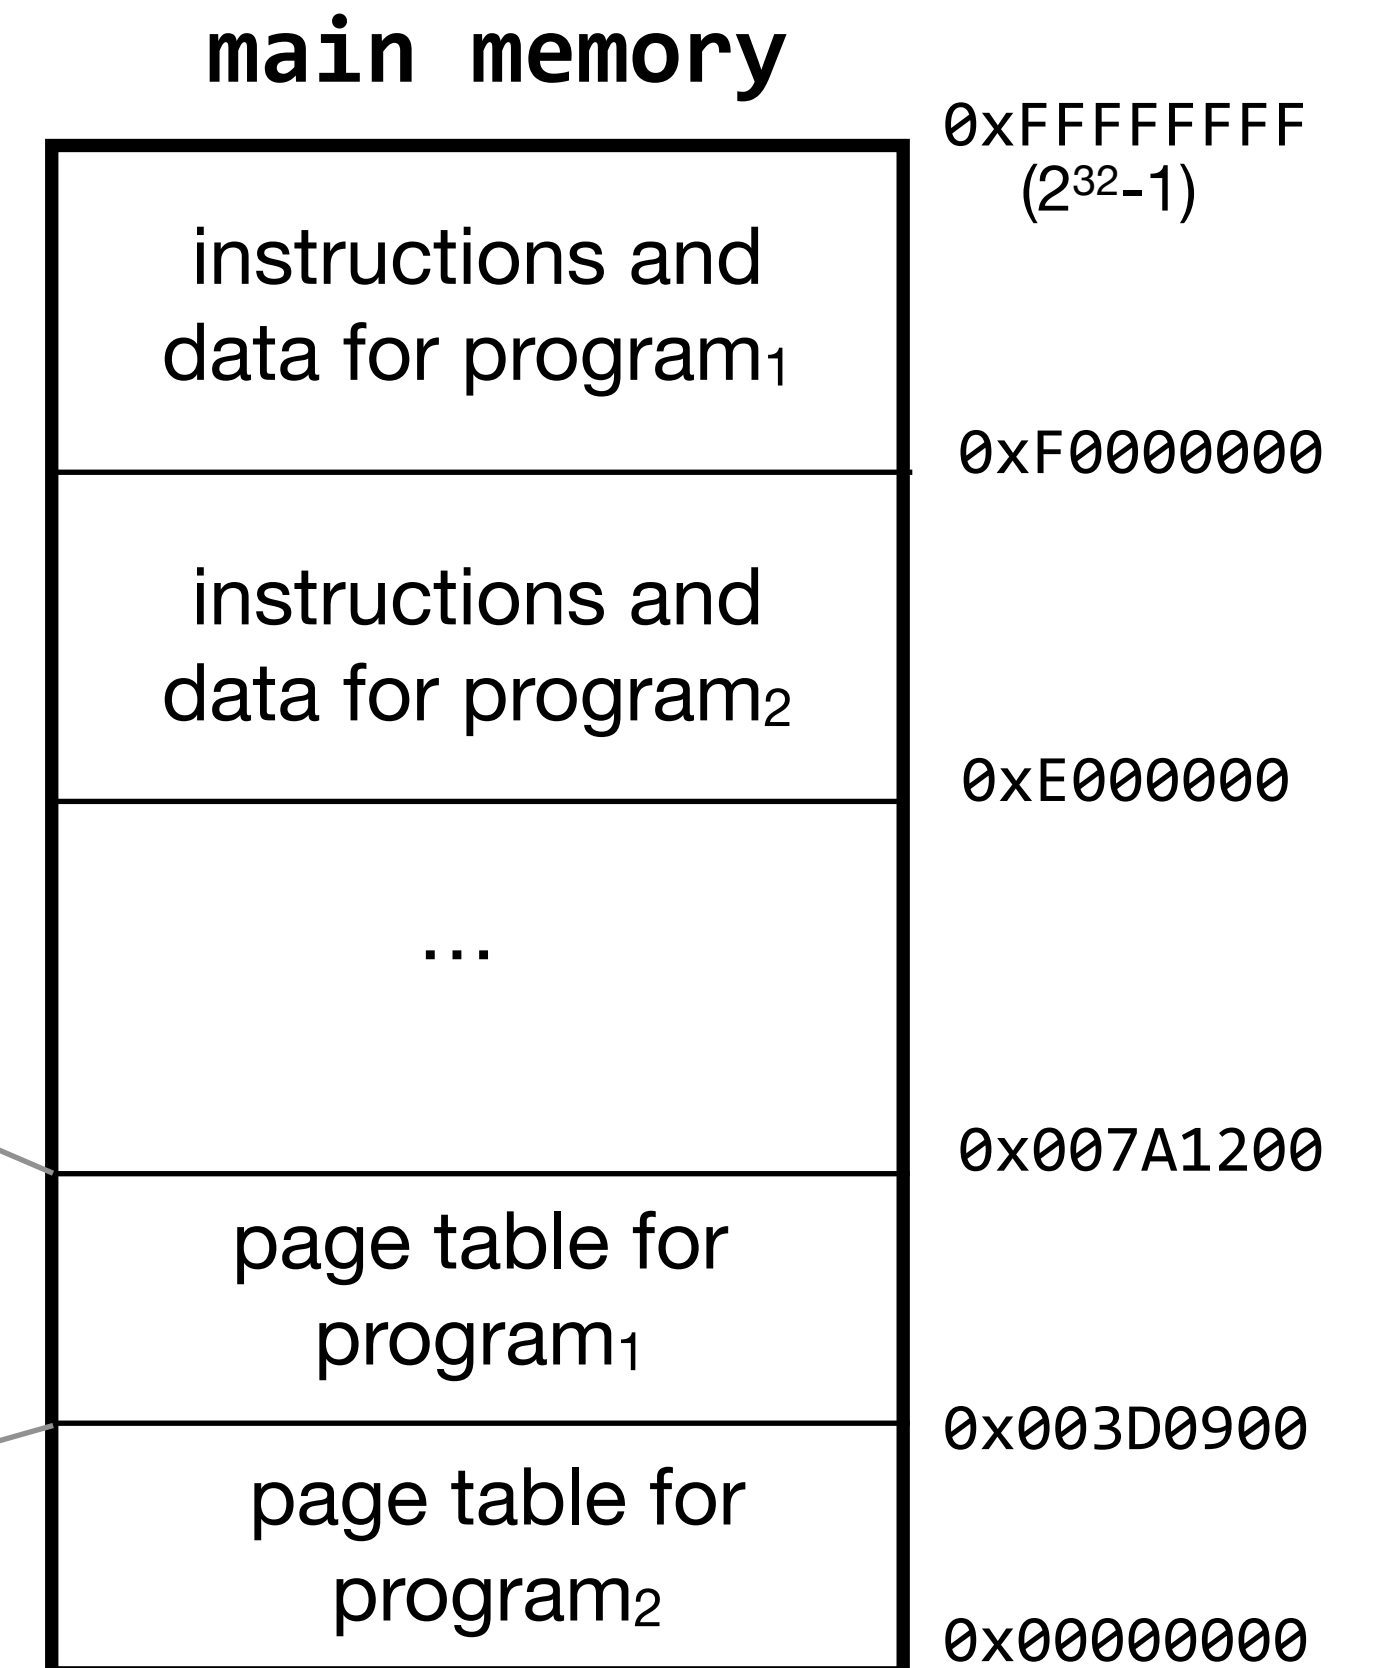 main memory
0xFFFFFFFF
(2³²-1)
instructions and
data for program₁
0xF0000000
instructions and
data for program₂
0xE000000
...
0x007A1200
page table for
program₁
0x003D0900
page table for
program₂
0x00000000